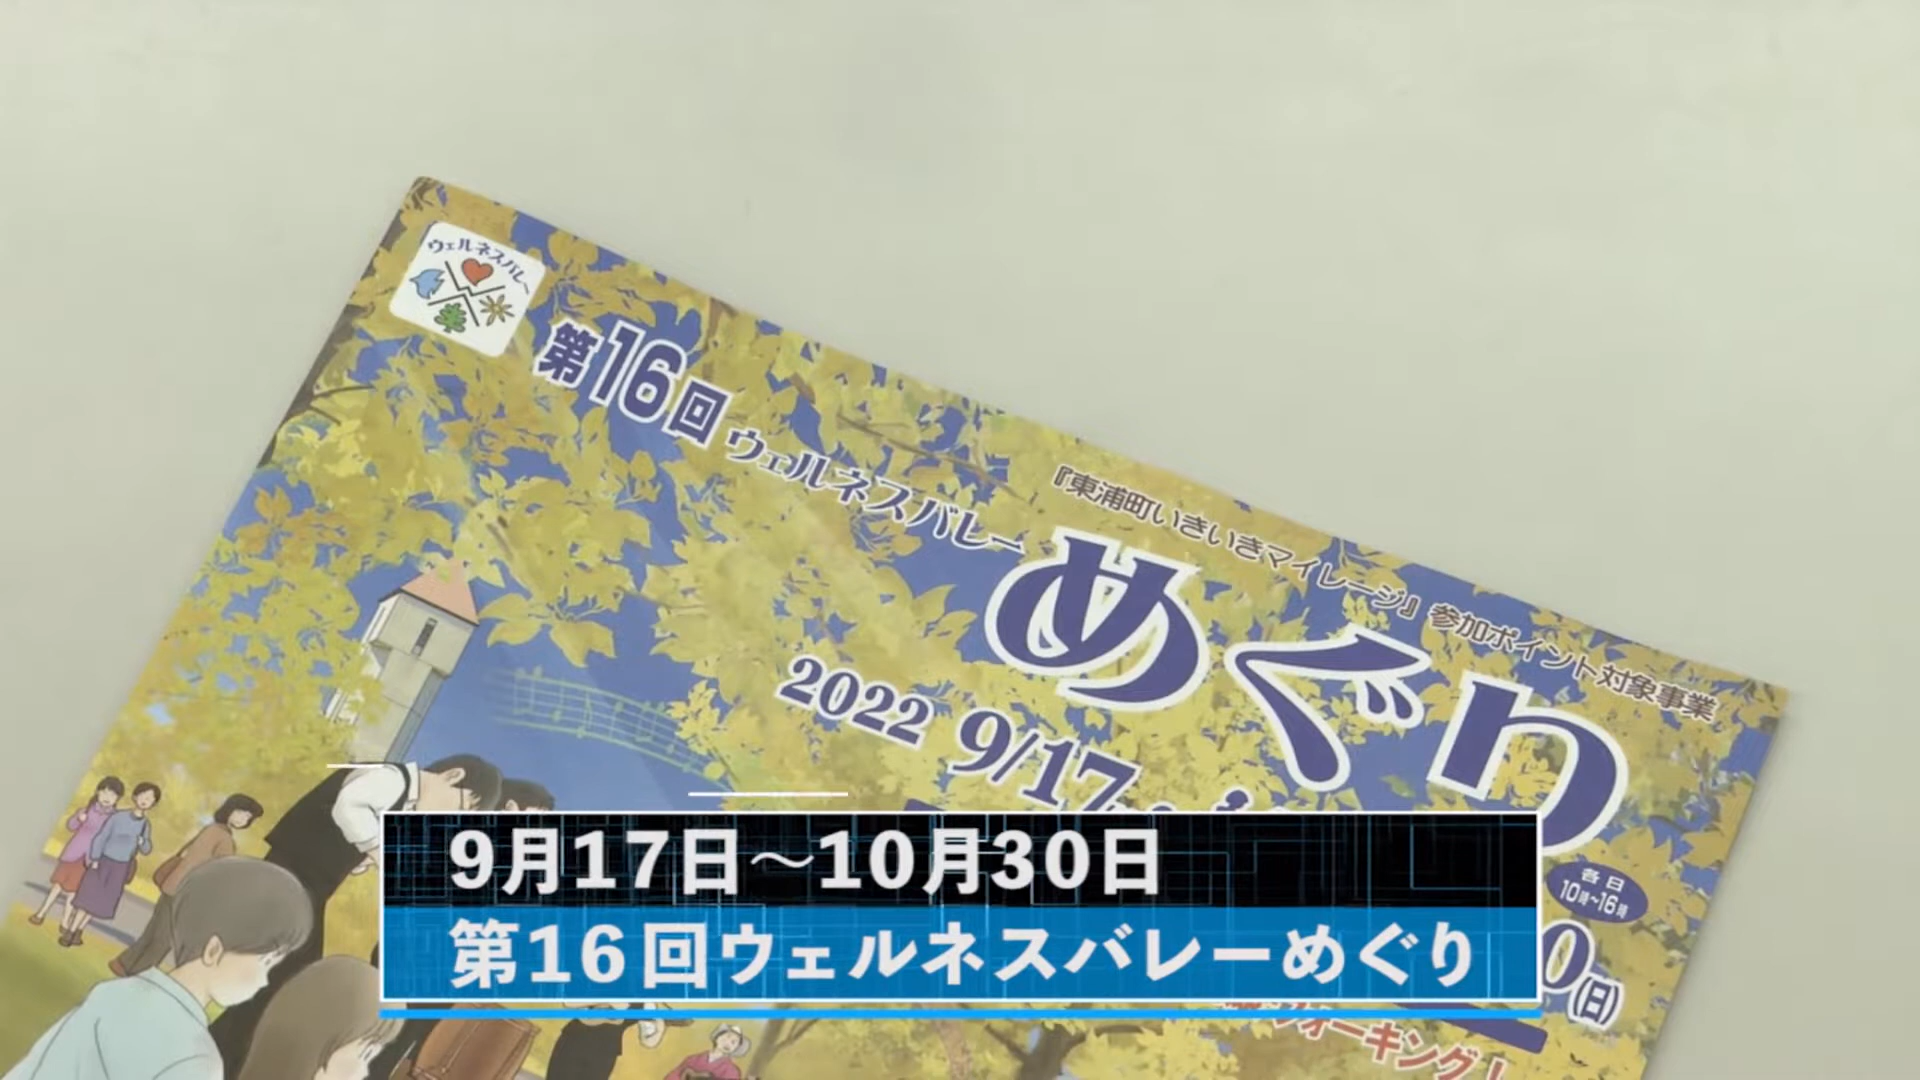 ウェルネスバレー
第16回
ウェルネスバレー
めぐり
『東浦町いきいきマイレージ』参加ポイント対象事業
2022 9/17
各日
10時~16時
0(日)
ォーキング!
9月17日～10月30日
第16回ウェルネスバレーめぐり